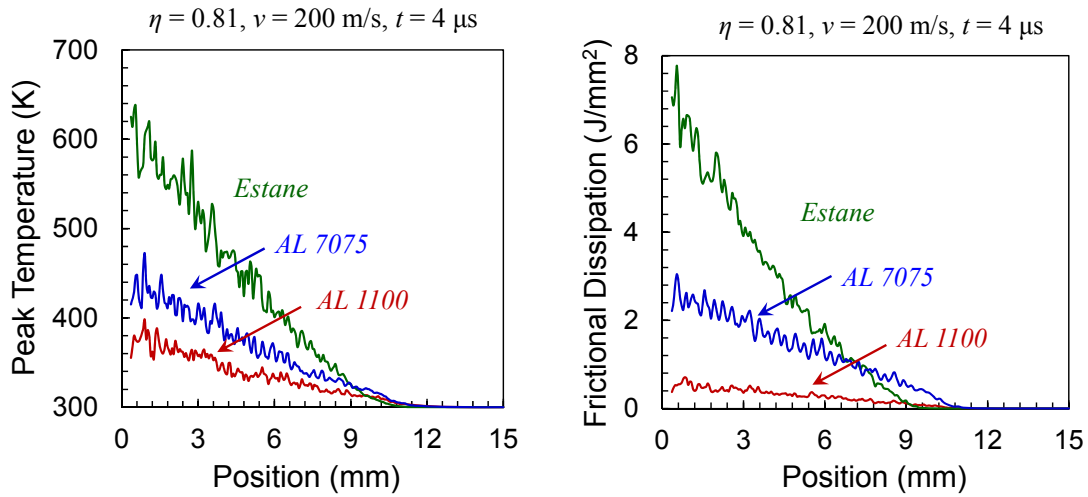 η = 0.81, v = 200 m/s, t = 4 μs
Peak Temperature (K)
700
600
500
400
300
Estane
AL 7075
AL 1100
0 3 6 9 12 15
Position (mm)
η = 0.81, v = 200 m/s, t = 4 μs
Frictional Dissipation (J/mm²)
8
6
4
2
0
Estane
AL 7075
AL 1100
0 3 6 9 12 15
Position (mm)